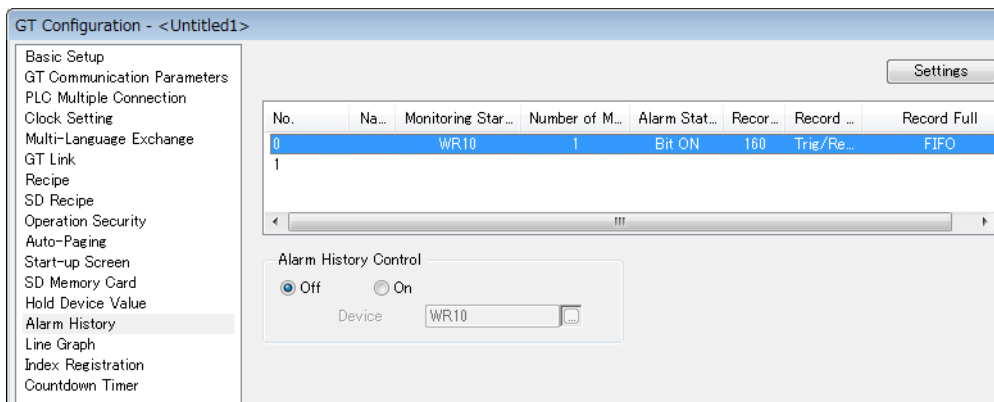 GT Configuration - <Untitled1>
Basic Setup
GT Communication Parameters
PLC Multiple Connection
Clock Setting
Multi-Language Exchange
GT Link
Recipe
SD Recipe
Operation Security
Auto-Paging
Start-up Screen
SD Memory Card
Hold Device Value
Alarm History
Line Graph
Index Registration
Countdown Timer
Settings
No. Na... Monitoring Star... Number of M... Alarm Stat... Recor... Record ... Record Full
0 WR10 1 Bit ON 160 Trig/Re... FIFO
1
Alarm History Control
Off On
Device WR10 ...